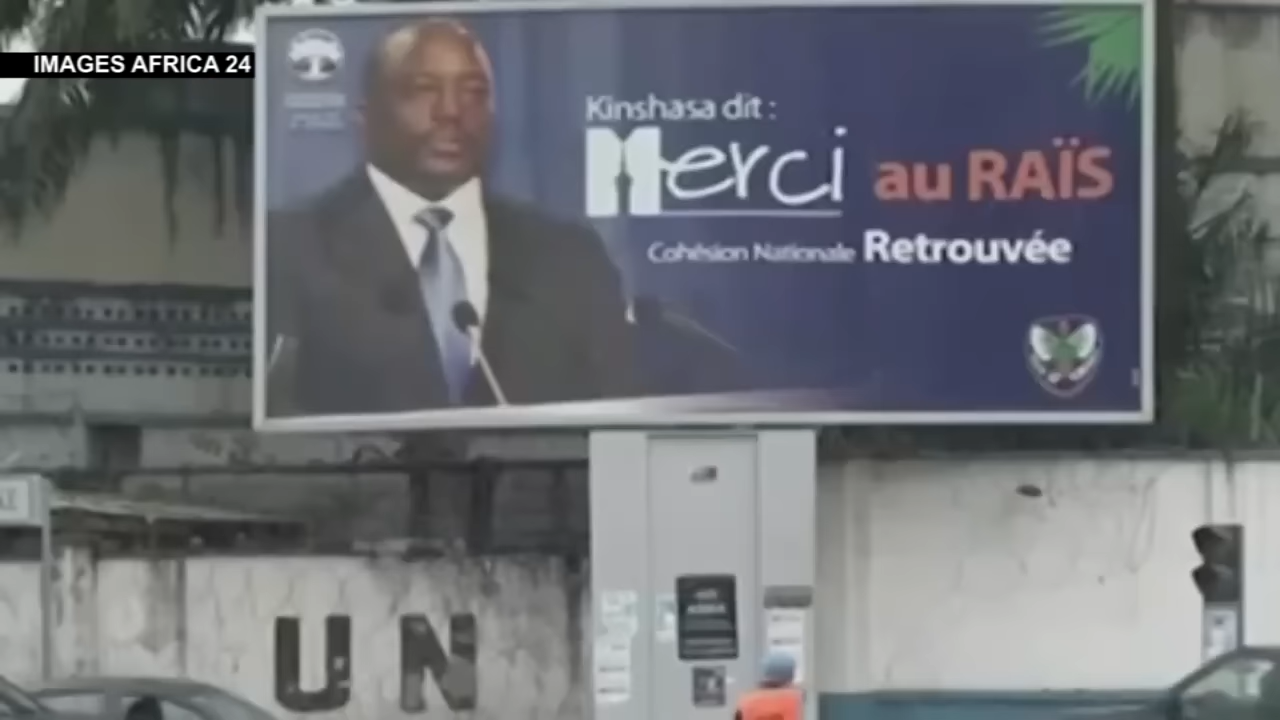 IMAGES AFRICA 24
Kinshasa dit :
Merci au RAÏS
Cohésion Nationale Retrouvée
UN